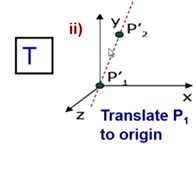 ii)
y
P'2
T
P'1
x
z
Translate P1
to origin